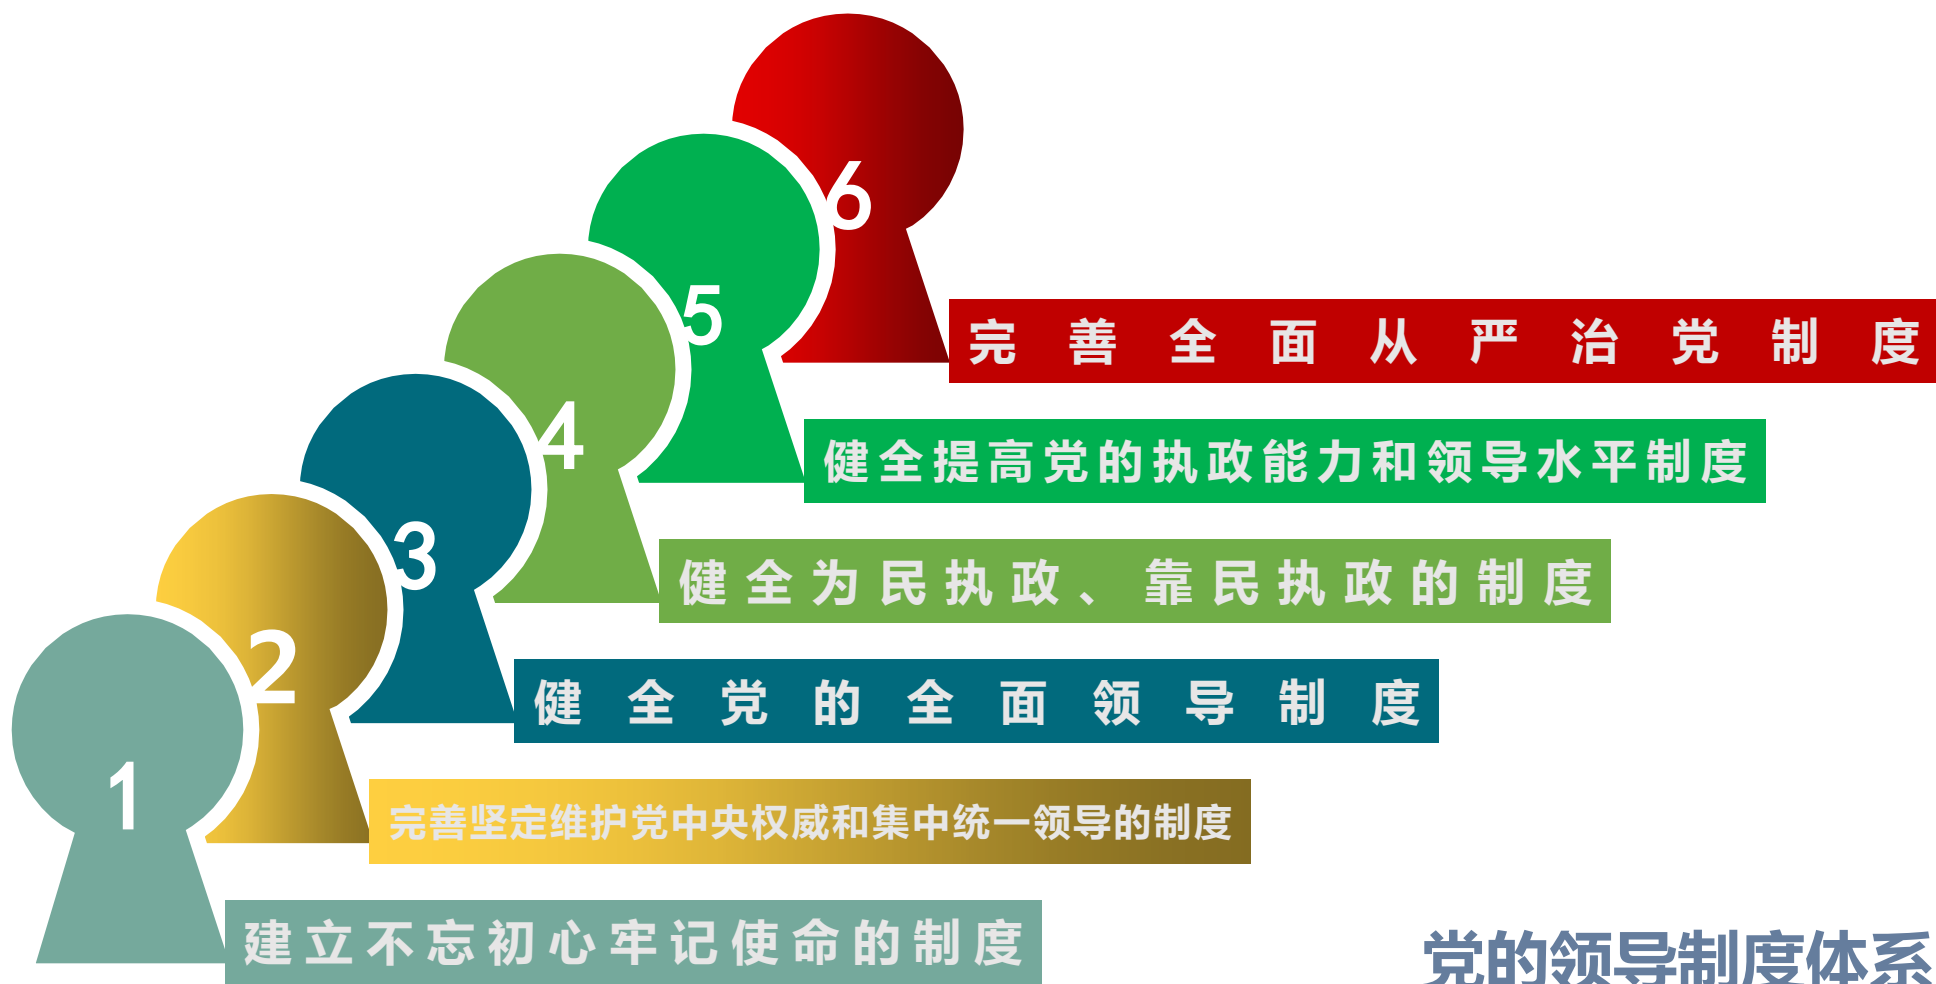 6
完善全面从严治党制度
5
健全提高党的执政能力和领导水平制度
4
健全为民执政、靠民执政的制度
3
健全党的全面领导制度
2
完善坚定维护党中央权威和集中统一领导的制度
1
建立不忘初心牢记使命的制度
党的领导制度体系